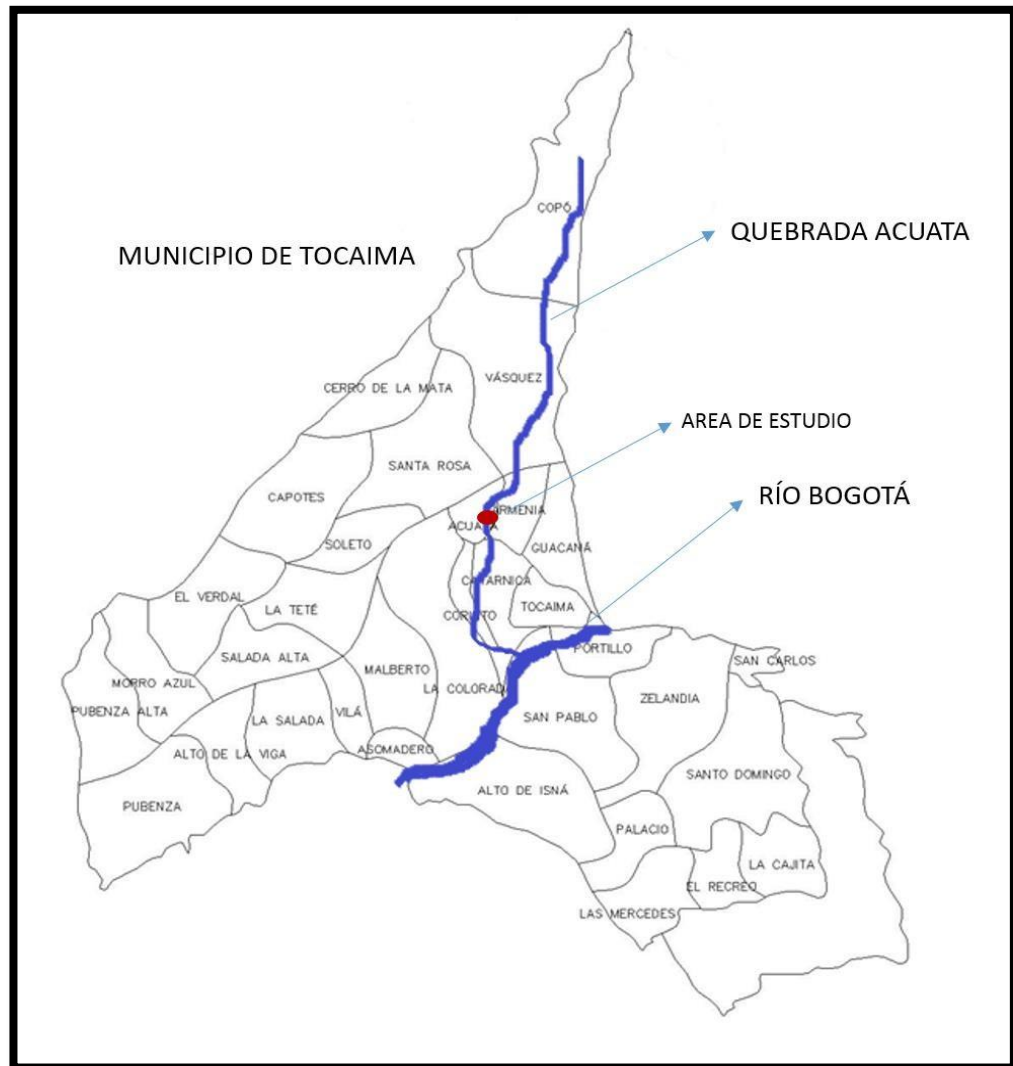 COPÓ
QUEBRADA ACUATA
MUNICIPIO DE TOCAIMA
VÁSQUEZ
CERRO DE LA MATA
AREA DE ESTUDIO
SANTA ROSA
CAPOTES
RÍO BOGOTÁ
ARMENIA
ACUATA
SOLETO
GUACANÁ
CATARNICA
EL VERDAL
LA TETÉ
TOCAIMA
CORINTO
PORTILLO
SALADA ALTA
SAN CARLOS
MALBERTO
MORRO AZUL
LA COLORADA
ZELANDIA
PUBENZA ALTA
LA SALADA
VILÁ
SAN PABLO
ALTO DE LA VIGA
ASOMADERO
SANTO DOMINGO
ALTO DE ISNÁ
PUBENZA
PALACIO
LA CAJITA
EL RECREO
LAS MERCEDES